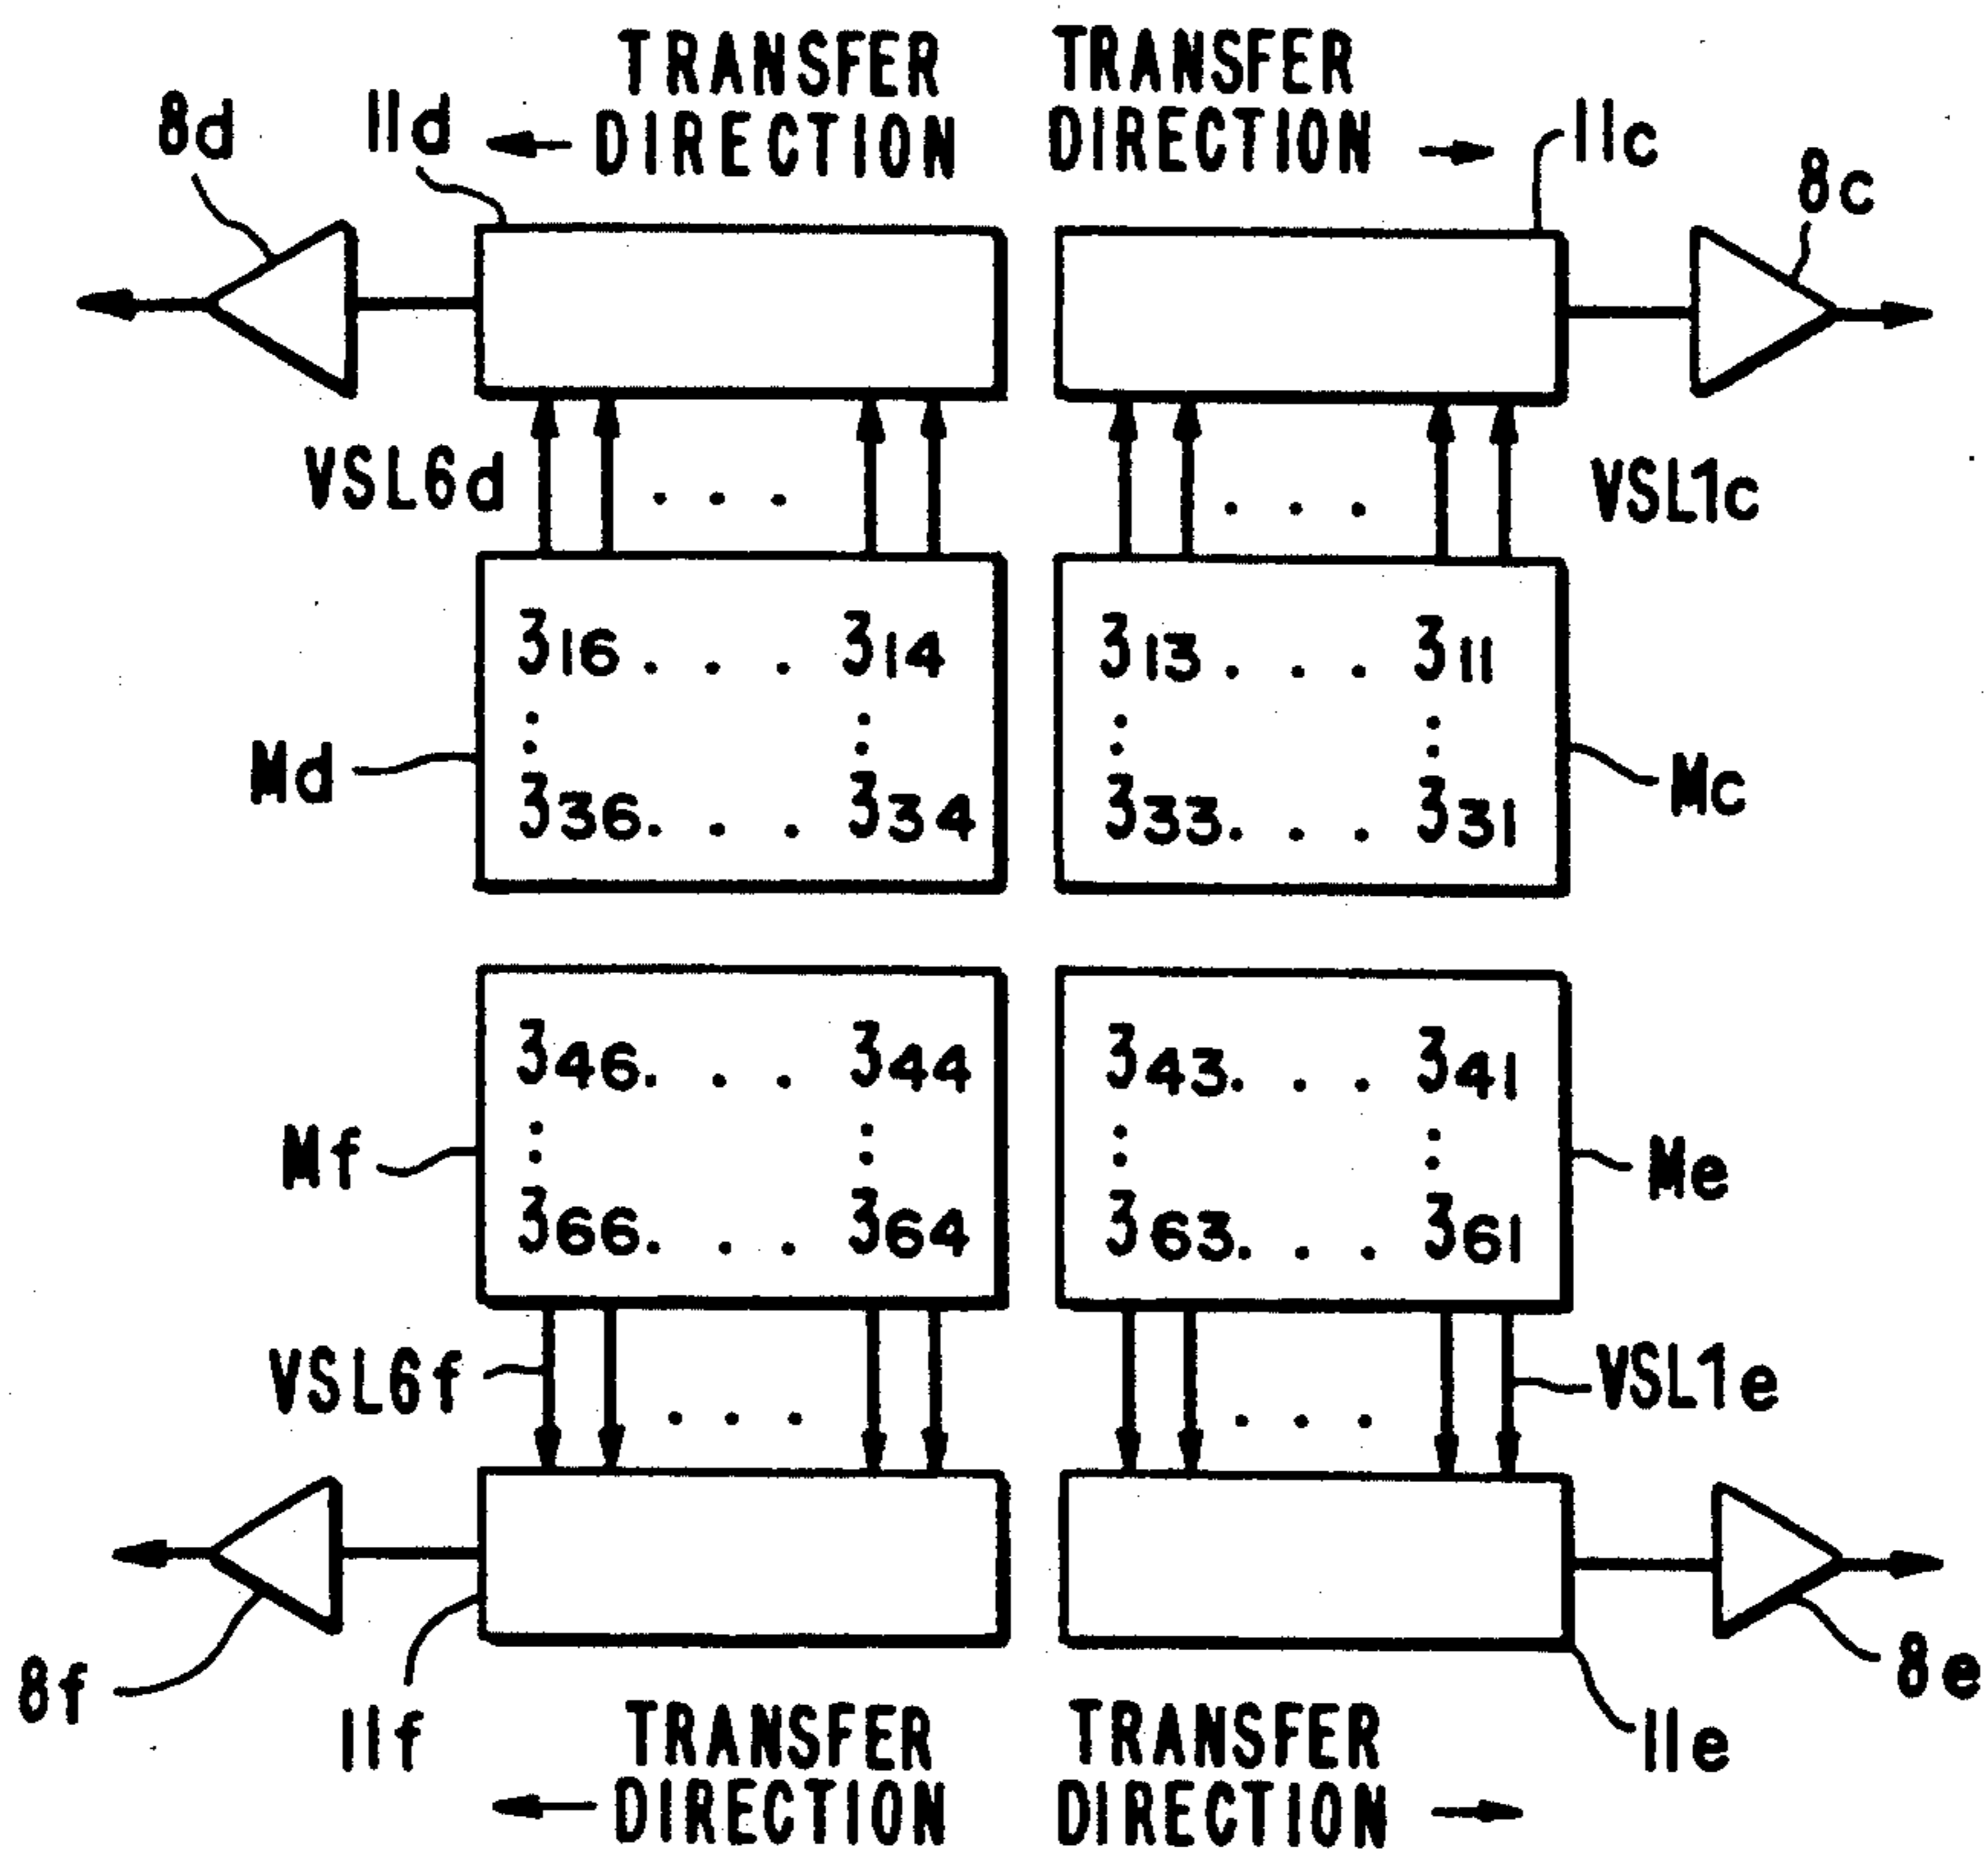 TRANSFER TRANSFER
8d 11d ← DIRECTION DIRECTION → 11c 8c
VSL6d . . . . . . VSL1c
316 . . . 314 313 . . . 311
Md Mc
336 . . . 334 333 . . . 331
346 . . . 344 343 . . . 341
Mf Me
366 . . . 364 363 . . . 361
VSL6f . . . . . . VSL1e
8f 8e
11f TRANSFER TRANSFER 11e
← DIRECTION DIRECTION →